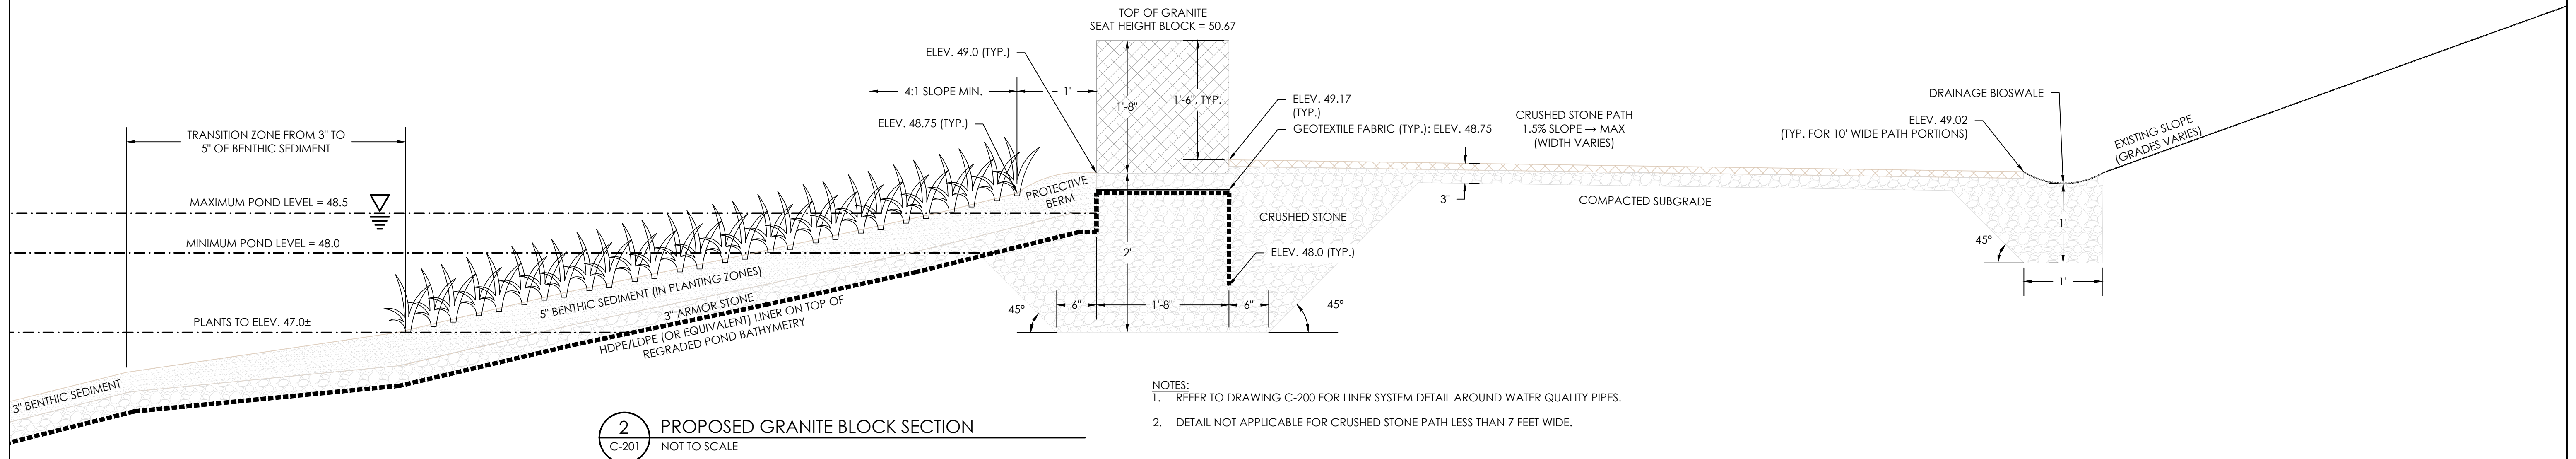 TOP OF GRANITE
SEAT-HEIGHT BLOCK = 50.67
ELEV. 49.0 (TYP.)
4:1 SLOPE MIN.
1'
1'-8"
1'-6", TYP.
ELEV. 49.17
(TYP.)
GEOTEXTILE FABRIC (TYP.): ELEV. 48.75
CRUSHED STONE PATH
1.5% SLOPE → MAX
(WIDTH VARIES)
DRAINAGE BIOSWALE
ELEV. 49.02
(TYP. FOR 10' WIDE PATH PORTIONS)
EXISTING SLOPE
(GRADES VARIES)
TRANSITION ZONE FROM 3" TO
5" OF BENTHIC SEDIMENT
ELEV. 48.75 (TYP.)
PROTECTIVE
BERM
MAXIMUM POND LEVEL = 48.5
MINIMUM POND LEVEL = 48.0
PLANTS TO ELEV. 47.0±
3" BENTHIC SEDIMENT
5" BENTHIC SEDIMENT (IN PLANTING ZONES)
3" ARMOR STONE
HDPE/LDPE (OR EQUIVALENT) LINER ON TOP OF
REGRADED POND BATHYMETRY
CRUSHED STONE
3"
COMPACTED SUBGRADE
2'
ELEV. 48.0 (TYP.)
45°
6"
1'-8"
6"
45°
45°
1'
1'
2
C-201
PROPOSED GRANITE BLOCK SECTION
NOT TO SCALE
NOTES:
1. REFER TO DRAWING C-200 FOR LINER SYSTEM DETAIL AROUND WATER QUALITY PIPES.
2. DETAIL NOT APPLICABLE FOR CRUSHED STONE PATH LESS THAN 7 FEET WIDE.